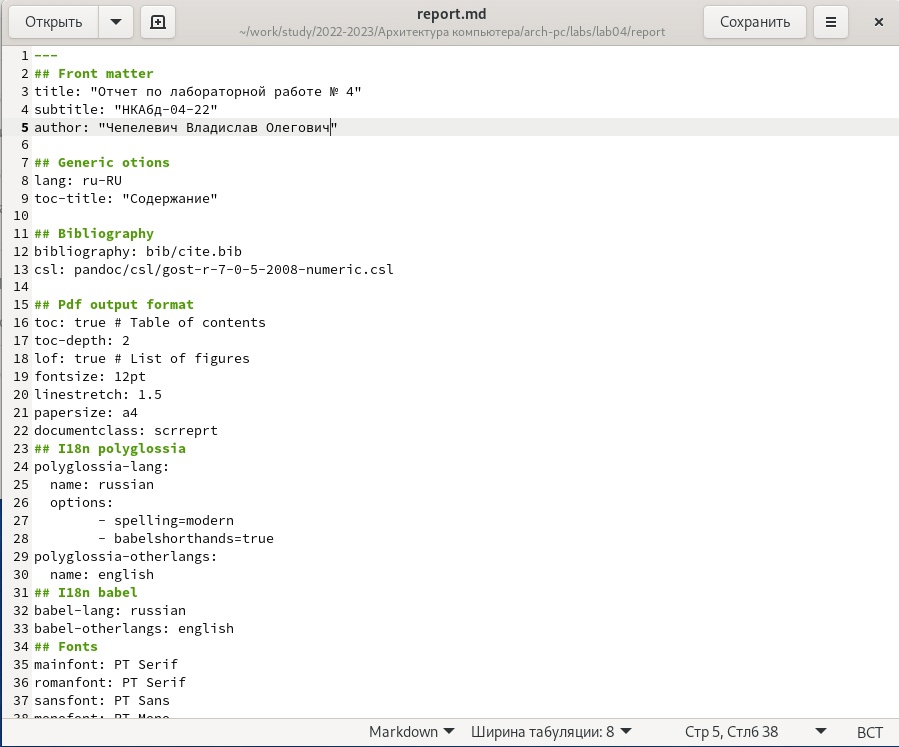 Открыть
report.md
~/work/study/2022-2023/Архитектура компьютера/arch-pc/labs/lab04/report
Сохранить
1 ---
2 ## Front matter
3 title: "Отчет по лабораторной работе № 4"
4 subtitle: "НКАбд-04-22"
5 author: "Чепелевич Владислав Олегович"
6
7 ## Generic otions
8 lang: ru-RU
9 toc-title: "Содержание"
10
11 ## Bibliography
12 bibliography: bib/cite.bib
13 csl: pandoc/csl/gost-r-7-0-5-2008-numeric.csl
14
15 ## Pdf output format
16 toc: true # Table of contents
17 toc-depth: 2
18 lof: true # List of figures
19 fontsize: 12pt
20 linestretch: 1.5
21 papersize: a4
22 documentclass: scrreprt
23 ## I18n polyglossia
24 polyglossia-lang:
25   name: russian
26   options:
27         - spelling=modern
28         - babelshorthands=true
29 polyglossia-otherlangs:
30   name: english
31 ## I18n babel
32 babel-lang: russian
33 babel-otherlangs: english
34 ## Fonts
35 mainfont: PT Serif
36 romanfont: PT Serif
37 sansfont: PT Sans
38 monofont: PT Mono
Markdown Ширина табуляции: 8 Стр 5, Стлб 38 ВСТ